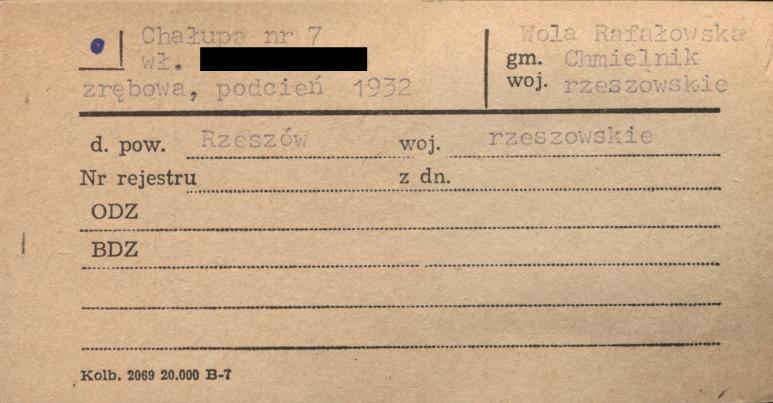 Chałupa nr 7
wł.
zrębowa, podcień 1932
Wola Rafałowska
gm. Chmielnik
woj. rzeszowskie
d. pow. Rzeszów woj. rzeszowskie
Nr rejestru z dn.
ODZ
BDZ
Kolb. 2069 20.000 B-7